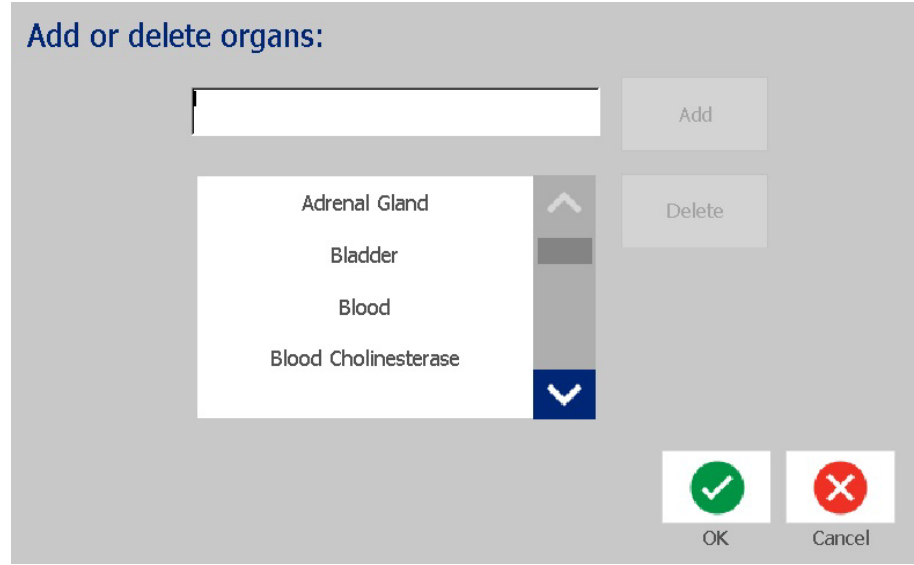 Add or delete organs:
Add
Adrenal Gland
Delete
Bladder
Blood
Blood Cholinesterase
OK
Cancel